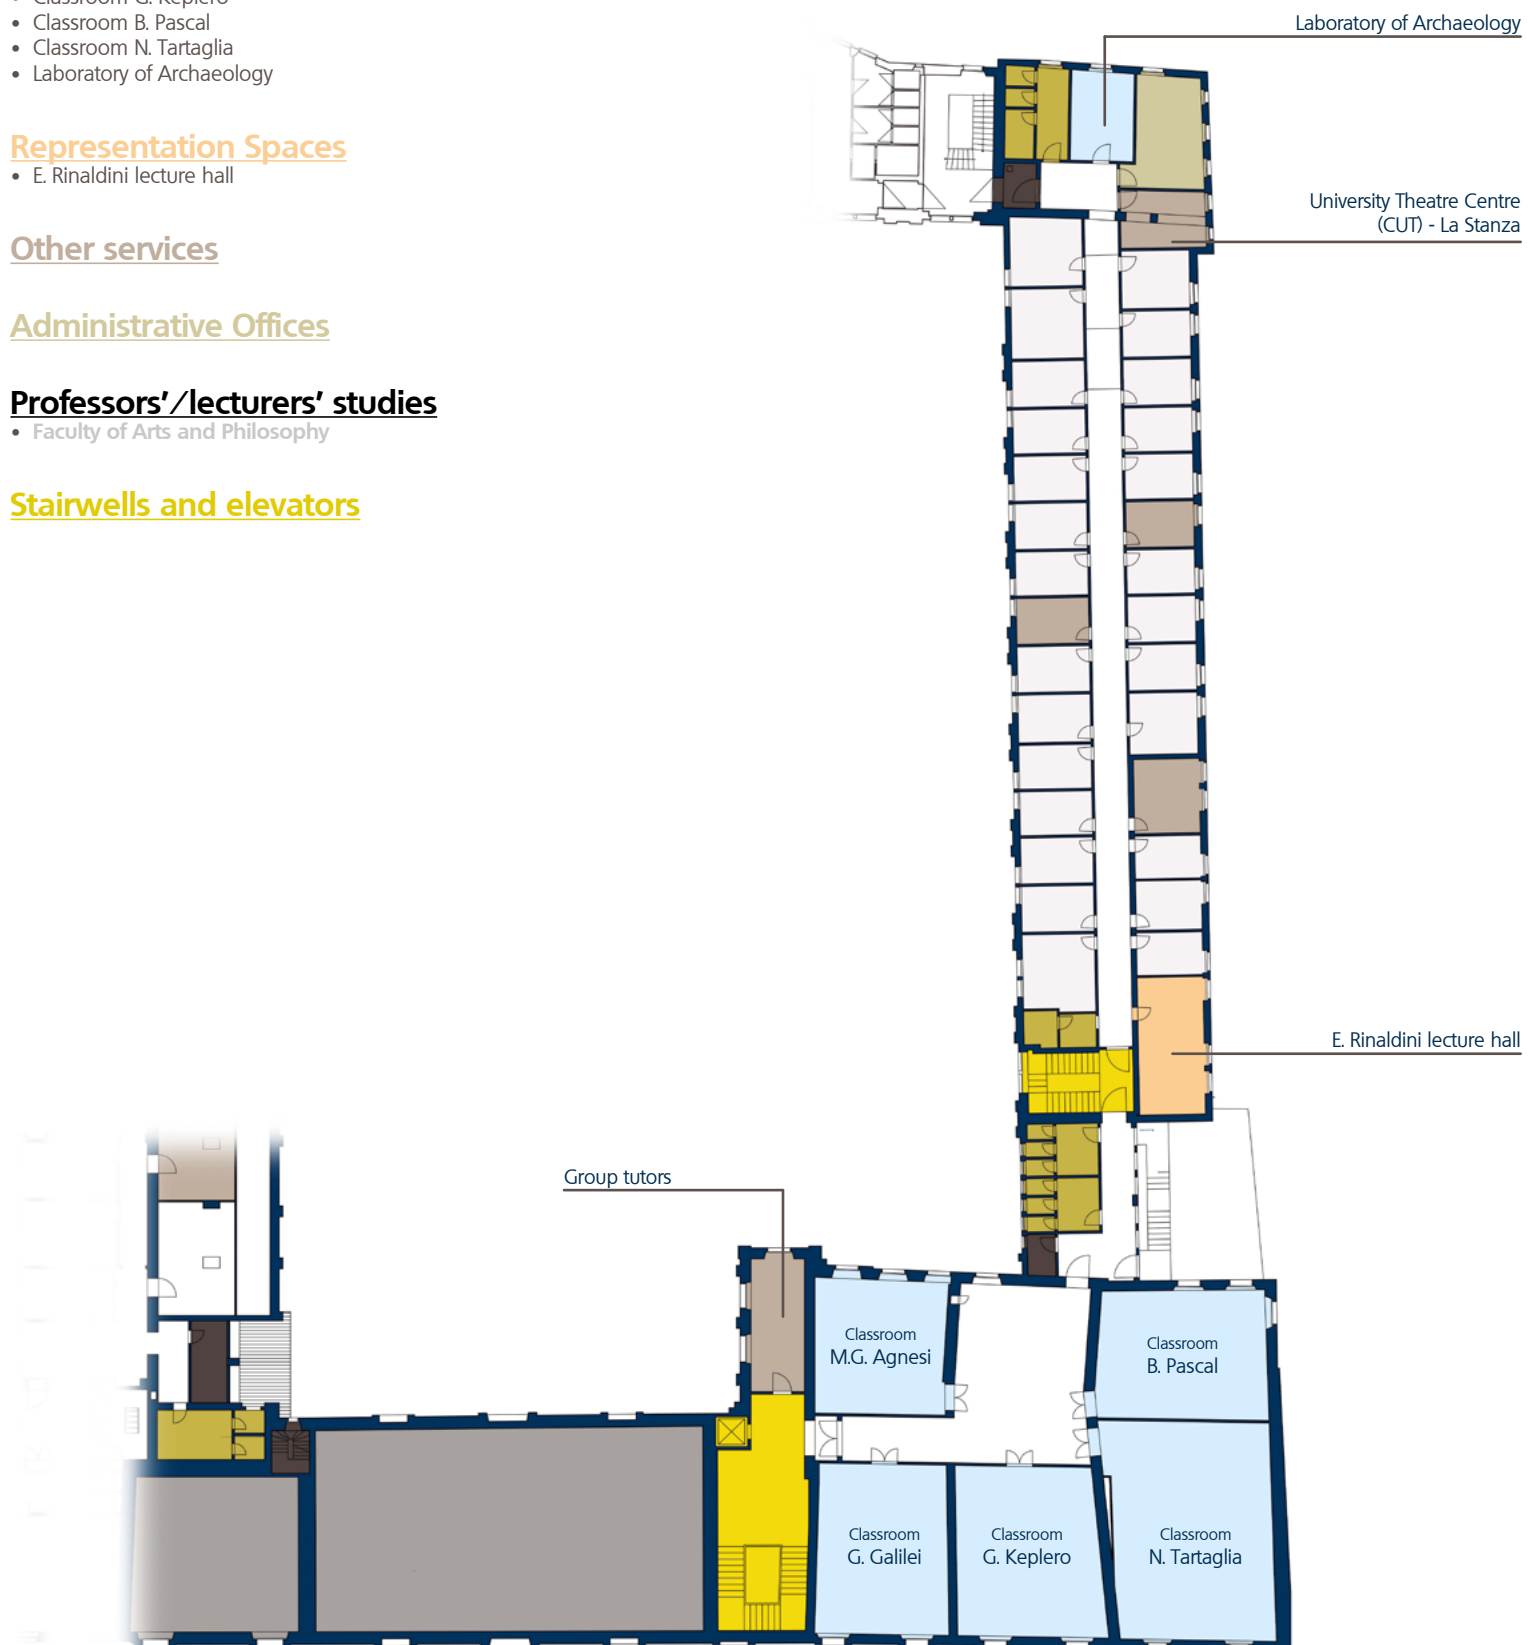 Classroom G. Keplero
Classroom B. Pascal
Classroom N. Tartaglia
Laboratory of Archaeology
Representation Spaces
E. Rinaldini lecture hall
Other services
Administrative Offices
Professors'/lecturers' studies
Faculty of Arts and Philosophy
Stairwells and elevators
Laboratory of Archaeology
University Theatre Centre
(CUT) - La Stanza
E. Rinaldini lecture hall
Group tutors
Classroom
M.G. Agnesi
Classroom
B. Pascal
Classroom
G. Galilei
Classroom
G. Keplero
Classroom
N. Tartaglia